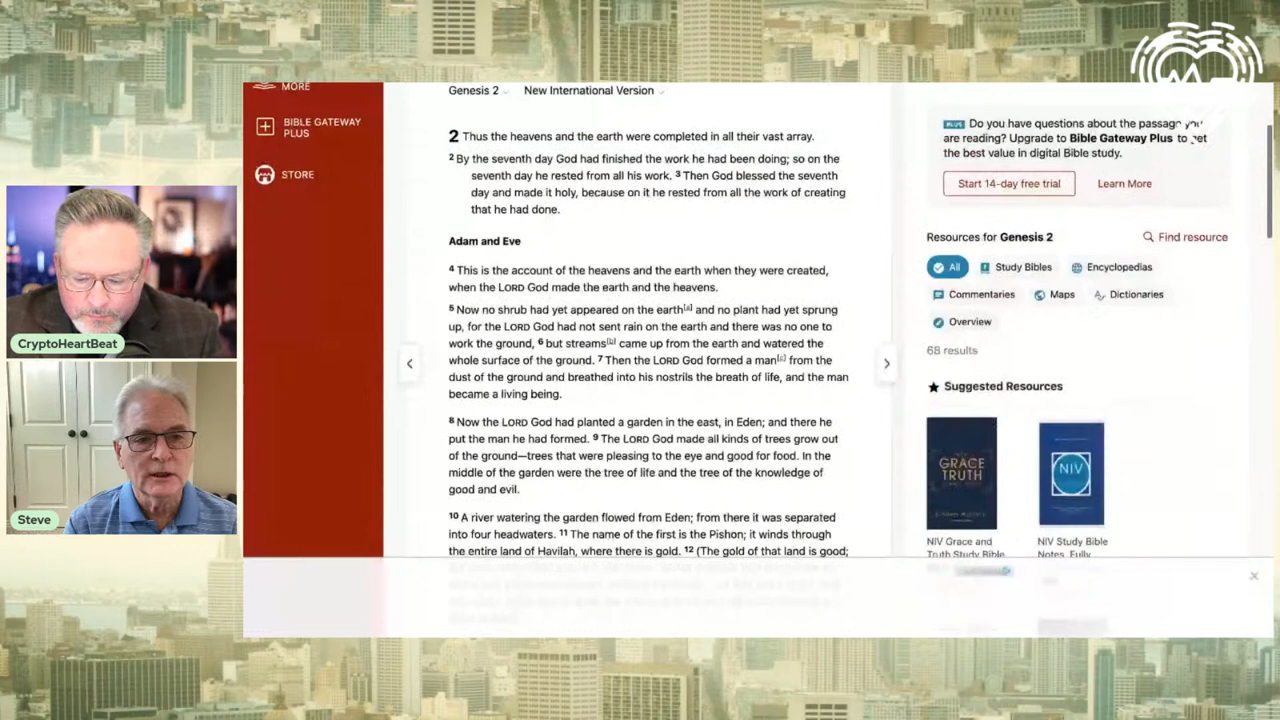 MORE
BIBLE GATEWAY
PLUS
STORE
CryptoHeartBeat
Steve
Genesis 2 New International Version
2 Thus the heavens and the earth were completed in all their vast array.
2 By the seventh day God had finished the work he had been doing; so on the
seventh day he rested from all his work. 3 Then God blessed the seventh
day and made it holy, because on it he rested from all the work of creating
that he had done.
Adam and Eve
4 This is the account of the heavens and the earth when they were created,
when the LORD God made the earth and the heavens.
5 Now no shrub had yet appeared on the earth[a] and no plant had yet sprung
up, for the LORD God had not sent rain on the earth and there was no one to
work the ground, 6 but streams[b] came up from the earth and watered the
whole surface of the ground. 7 Then the LORD God formed a man[c] from the
dust of the ground and breathed into his nostrils the breath of life, and the man
became a living being.
8 Now the LORD God had planted a garden in the east, in Eden; and there he
put the man he had formed. 9 The LORD God made all kinds of trees grow out
of the ground—trees that were pleasing to the eye and good for food. In the
middle of the garden were the tree of life and the tree of the knowledge of
good and evil.
10 A river watering the garden flowed from Eden; from there it was separated
into four headwaters. 11 The name of the first is the Pishon; it winds through
the entire land of Havilah, where there is gold. 12 (The gold of that land is good;
PLUS Do you have questions about the passage you
are reading? Upgrade to Bible Gateway Plus to get
the best value in digital Bible study.
Start 14-day free trial Learn More
Resources for Genesis 2 Find resource
All Study Bibles Encyclopedias
Commentaries Maps Dictionaries
Overview
68 results
Suggested Resources
GRACE
TRUTH
NIV
NIV Grace and NIV Study Bible
Truth Study Bible Notes, Fully